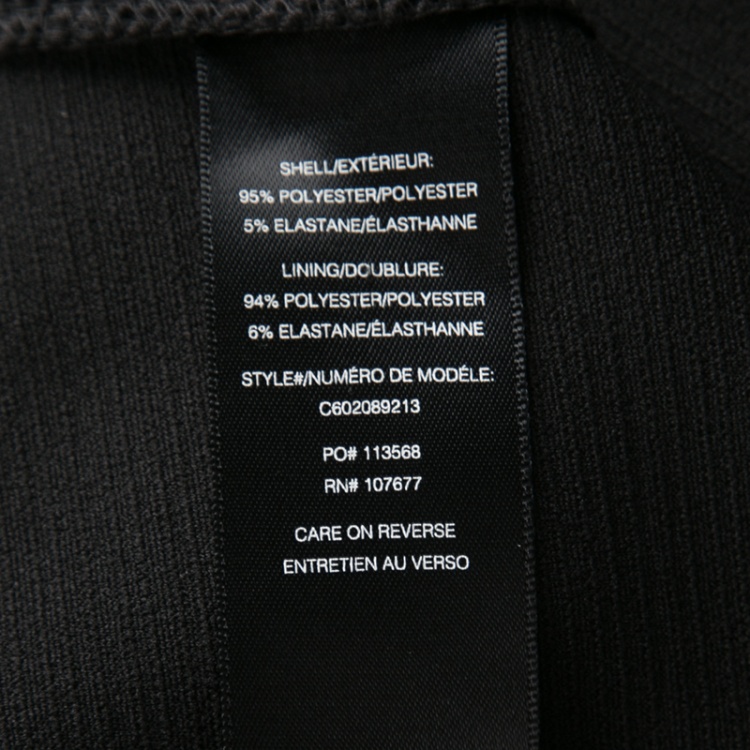 SHELL/EXTÉRIEUR:
95% POLYESTER/POLYESTER
5% ELASTANE/ÉLASTHANNE
LINING/DOUBLURE:
94% POLYESTER/POLYESTER
6% ELASTANE/ÉLASTHANNE
STYLE#/NUMÉRO DE MODÉLE:
C602089213
PO# 113568
RN# 107677
CARE ON REVERSE
ENTRETIEN AU VERSO